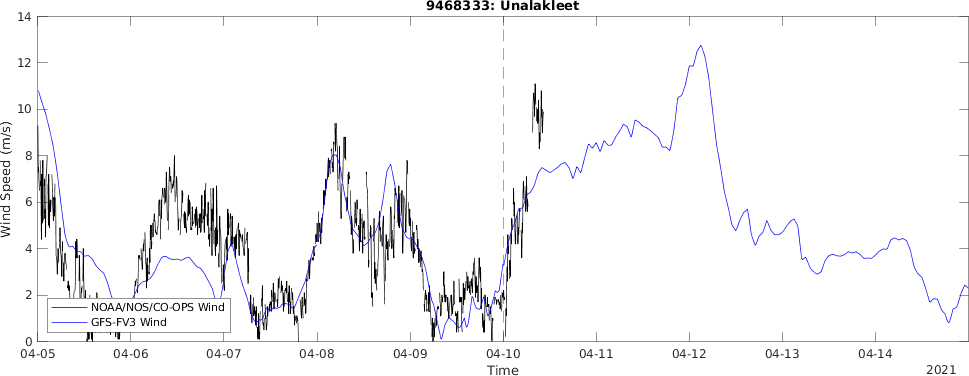 9468333: Unalakleet
14
12
10
8
6
4
2
0
Wind Speed (m/s)
NOAA/NOS/CO-OPS Wind
GFS-FV3 Wind
04-05 04-06 04-07 04-08 04-09 04-10 04-11 04-12 04-13 04-14
Time
2021